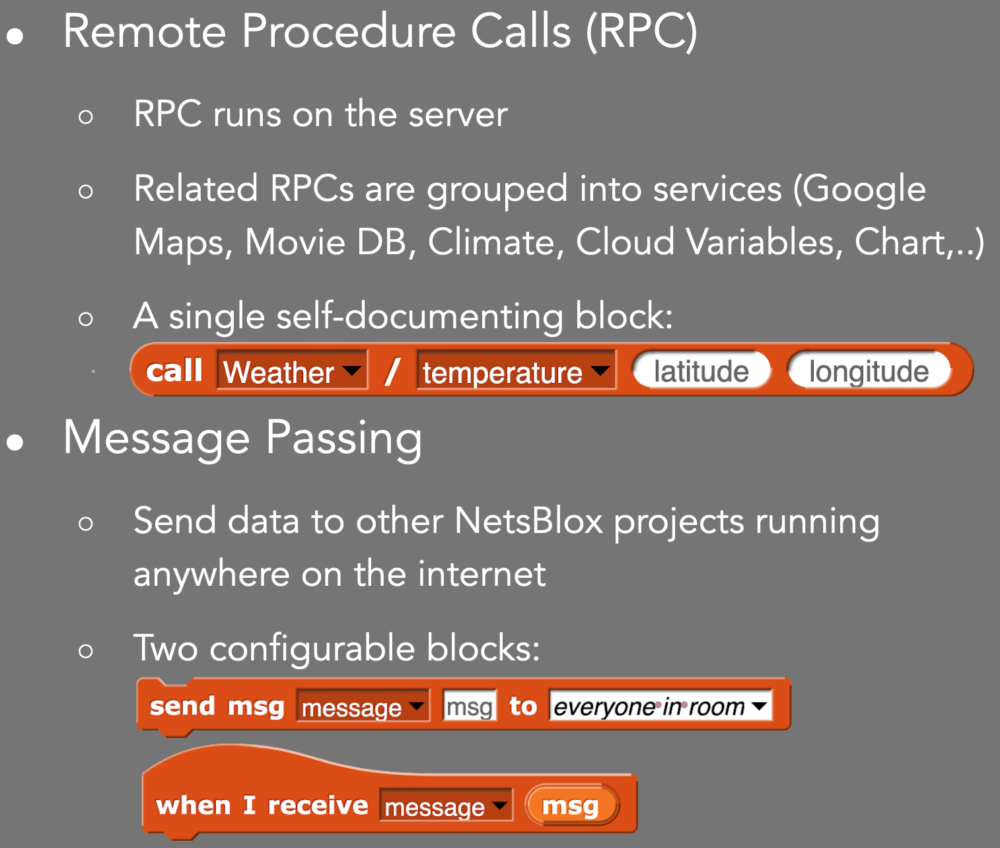 • Remote Procedure Calls (RPC)
○ RPC runs on the server
○ Related RPCs are grouped into services (Google
Maps, Movie DB, Climate, Cloud Variables, Chart,..)
○ A single self-documenting block:
call Weather / temperature latitude longitude
• Message Passing
○ Send data to other NetsBlox projects running
anywhere on the internet
○ Two configurable blocks:
send msg message msg to everyone in room
when I receive message msg